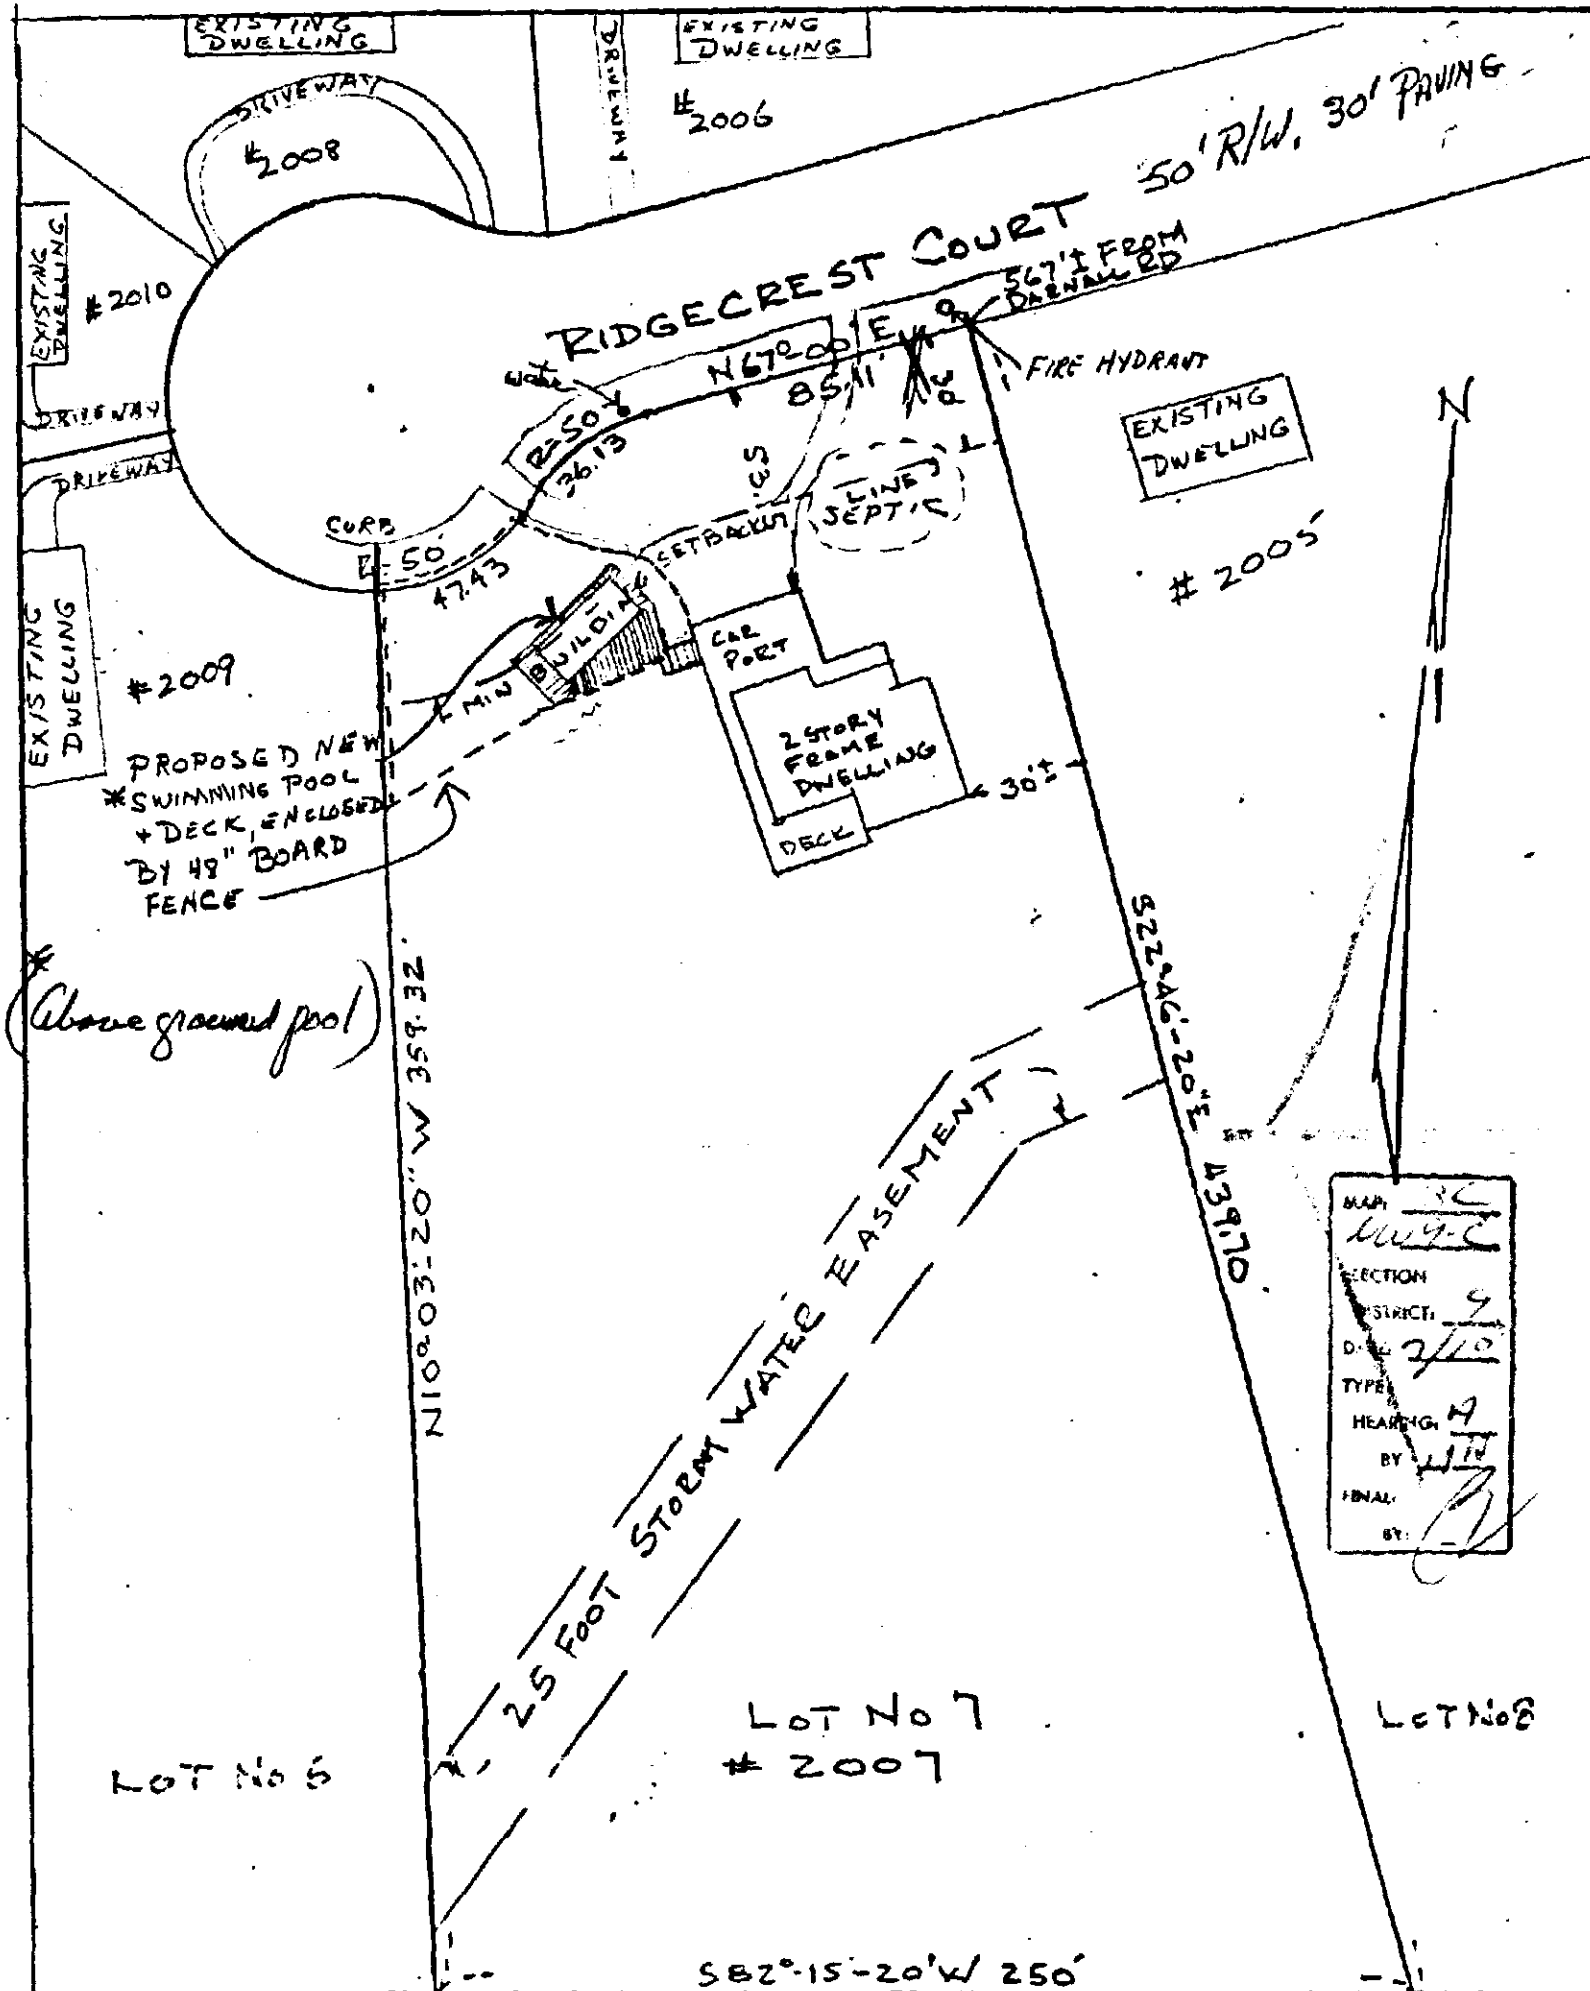 EXISTING
DWELLING
DRIVEWAY
EXISTING
DWELLING
DRIVEWAY
#2008
#2006
50' R/W. 30' PAVING
RIDGECREST COURT
567'± FROM
DARNALL RD
EXISTING
DWELLING
#2010
DRIVEWAY
DRIVEWAY
water
N 67°-00' E
85.11'
FIRE HYDRANT
R=50'
36.13
EXISTING
DWELLING
N
CURB
R=50'
47.43
SETBACK
LINE
SEPTIC
# 2005
MIN BUILDING
CAR
PORT
EXISTING
DWELLING
#2009
2 STORY
FRAME
DWELLING
30'±
DECK
PROPOSED NEW
* SWIMMING POOL
+ DECK, ENCLOSED
BY 48" BOARD
FENCE
*
(Above ground pool)
N10°-03'-20" W 359.32'
S22°-46'-20"E 439.70
25 FOOT STORM WATER EASEMENT
MAP:
ELECTION
DISTRICT: 9
TYPE
HEARING:
BY
FINAL:
BY:
LOT No 7
# 2007
LOT No 8
LOT No 6
S82°-15'-20"W 250'